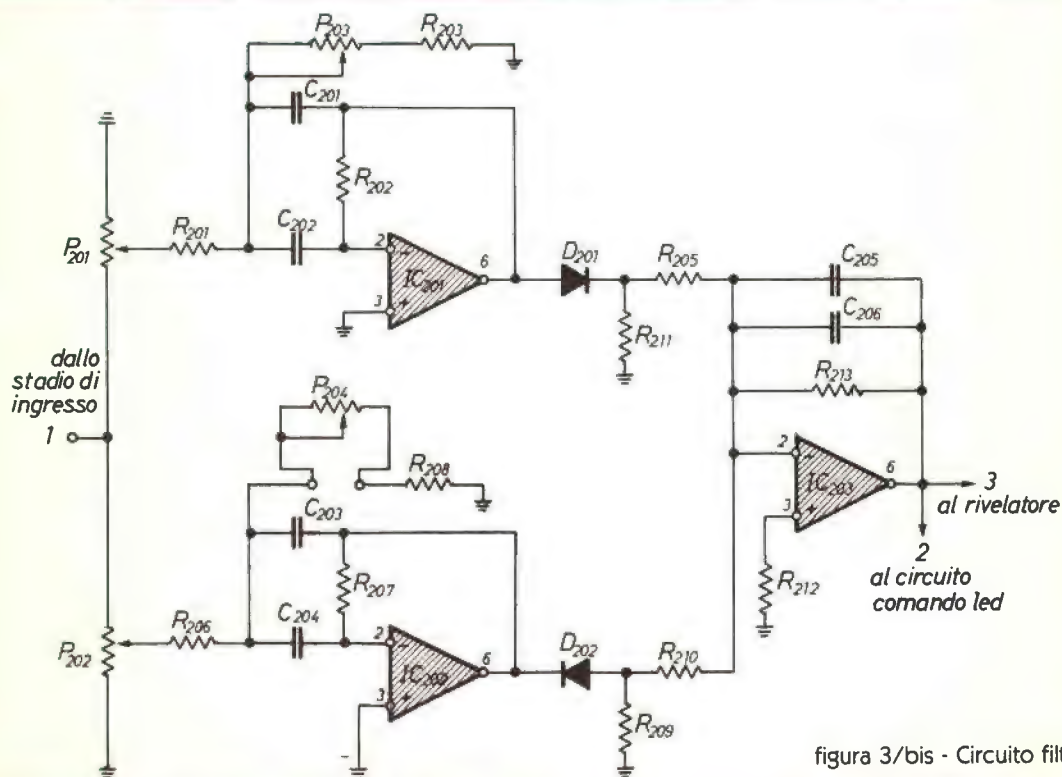 P203
R203
C201
R202
C202
R201
P201
2
−
IC201
3
+
6
D201
R205
R211
C205
C206
R213
dallo
stadio di
ingresso
1
P204
R208
C203
R207
C204
R206
P202
2
−
3
+
6
D202
R210
R209
2
−
IC203
3
+
6
R212
3
al rivelatore
2
al circuito
comando led
figura 3/bis - Circuito